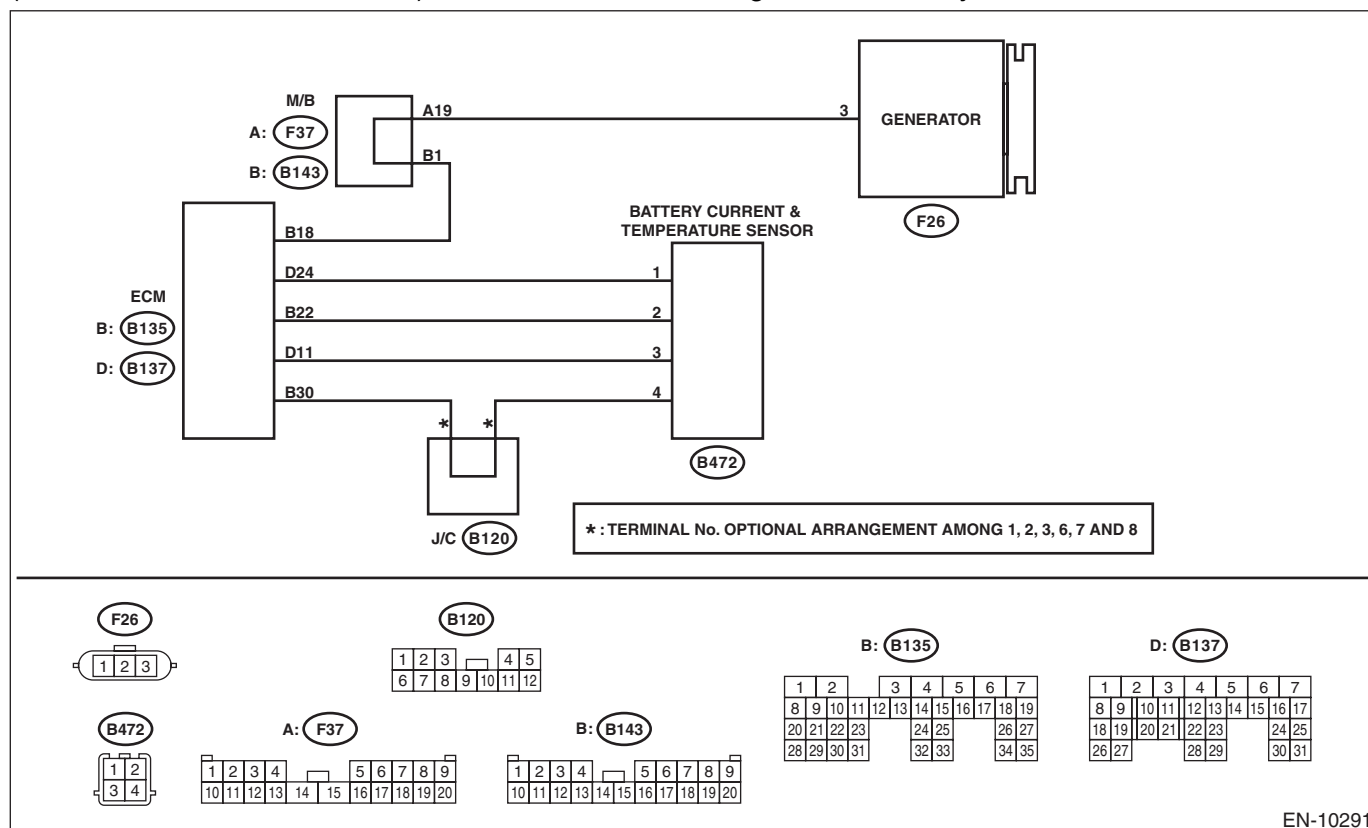 M/B
A: F37
B: B143
A19
B1
3
GENERATOR
F26
BATTERY CURRENT &
TEMPERATURE SENSOR
ECM
B: B135
D: B137
B18
D24 1
B22 2
D11 3
B30 4
* *
B472
J/C B120
* : TERMINAL No. OPTIONAL ARRANGEMENT AMONG 1, 2, 3, 6, 7 AND 8
F26
1 2 3
B120
1 2 3 4 5
6 7 8 9 10 11 12
B: B135
1 2 3 4 5 6 7
8 9 10 11 12 13 14 15 16 17 18 19
20 21 22 23 24 25 26 27
28 29 30 31 32 33 34 35
D: B137
1 2 3 4 5 6 7
8 9 10 11 12 13 14 15 16 17
18 19 20 21 22 23 24 25
26 27 28 29 30 31
B472
1 2
3 4
A: F37
1 2 3 4 5 6 7 8 9
10 11 12 13 14 15 16 17 18 19 20
B: B143
1 2 3 4 5 6 7 8 9
10 11 12 13 14 15 16 17 18 19 20
EN-10291